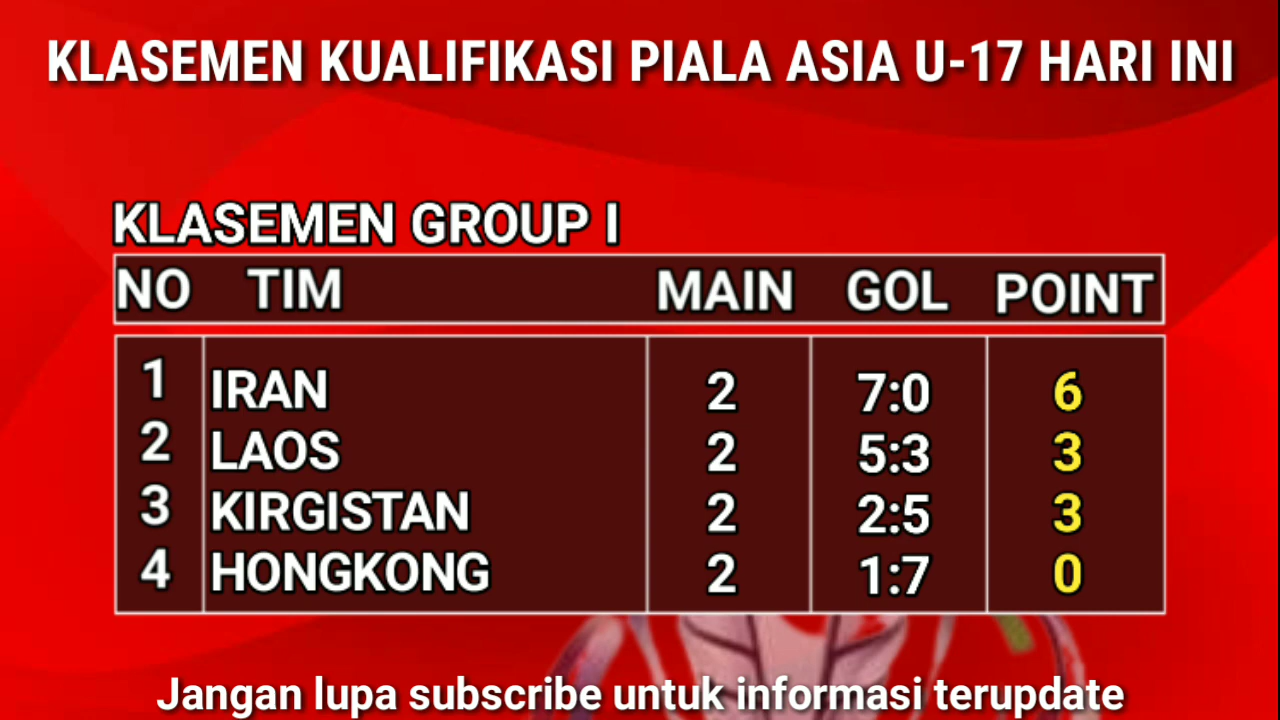 KLASEMEN KUALIFIKASI PIALA ASIA U-17 HARI INI
KLASEMEN GROUP I
NO TIM MAIN GOL POINT
1 IRAN 2 7:0 6
2 LAOS 2 5:3 3
3 KIRGISTAN 2 2:5 3
4 HONGKONG 2 1:7 0
Jangan lupa subscribe untuk informasi terupdate